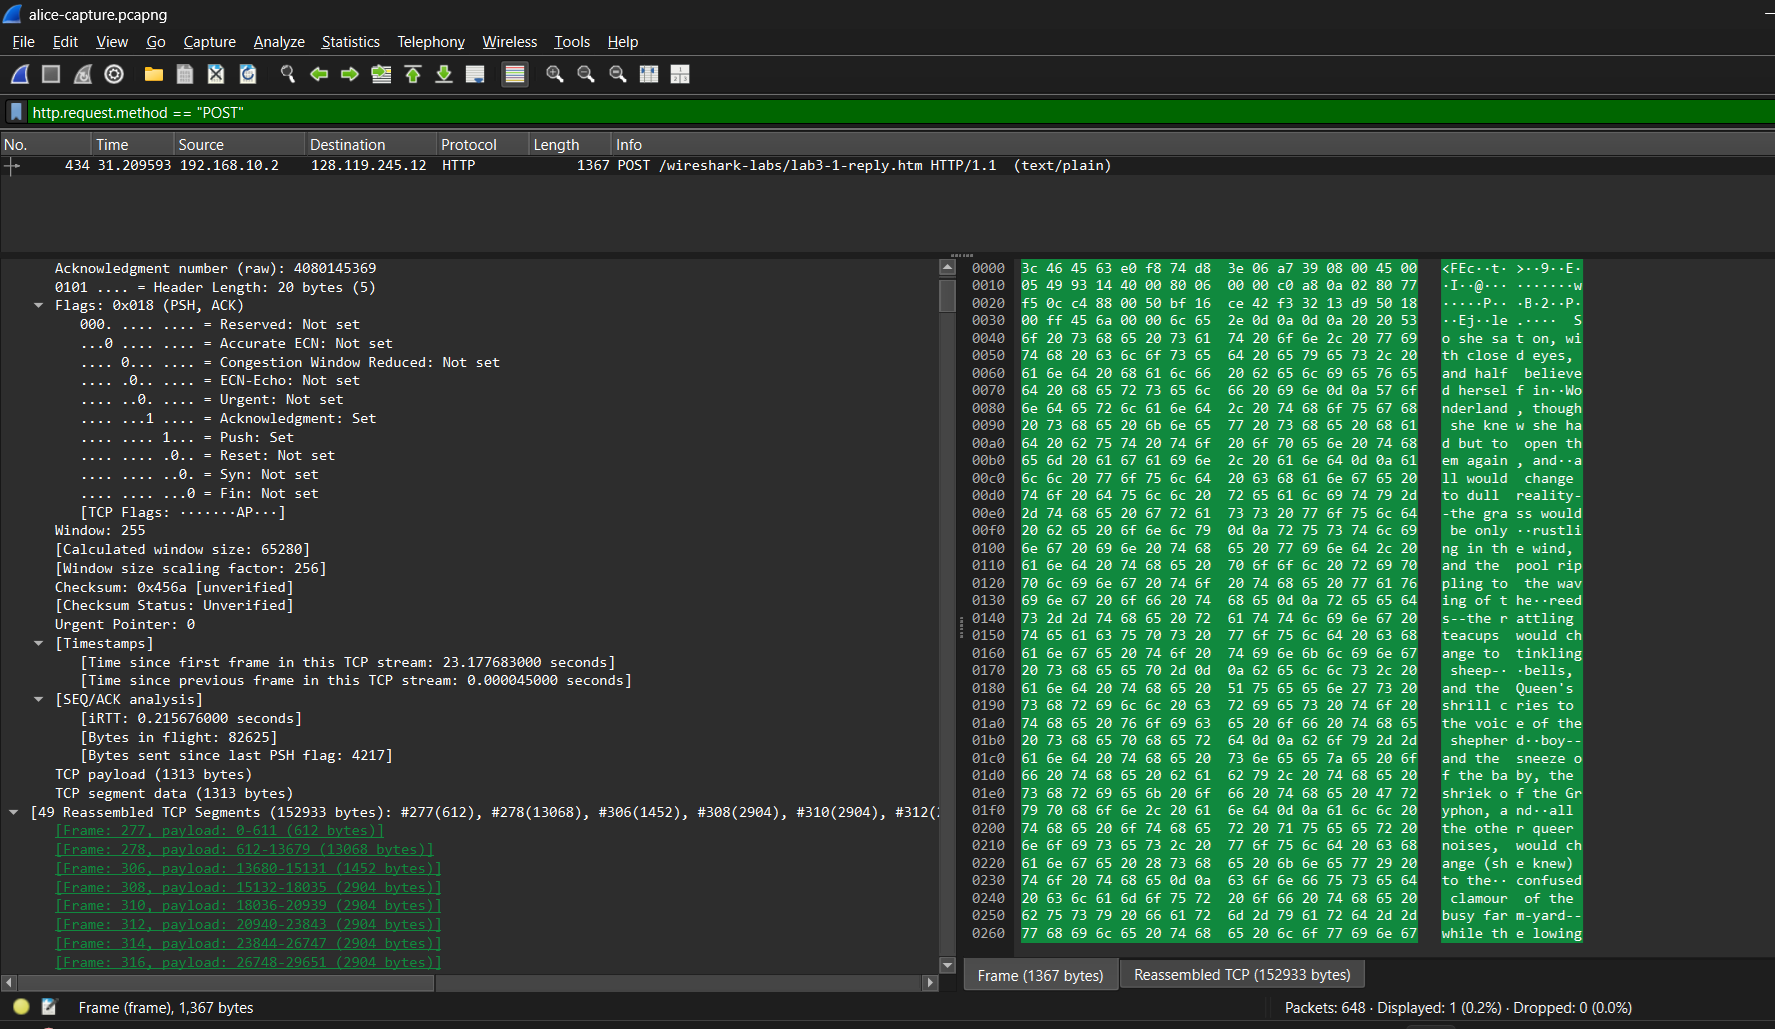 alice-capture.pcapng
File Edit View Go Capture Analyze Statistics Telephony Wireless Tools Help
http.request.method == "POST"
No. Time Source Destination Protocol Length Info
434 31.209593 192.168.10.2 128.119.245.12 HTTP 1367 POST /wireshark-labs/lab3-1-reply.htm HTTP/1.1 (text/plain)
Acknowledgment number (raw): 4080145369
0101 .... = Header Length: 20 bytes (5)
Flags: 0x018 (PSH, ACK)
000. .... .... = Reserved: Not set
...0 .... .... = Accurate ECN: Not set
.... 0... .... = Congestion Window Reduced: Not set
.... .0.. .... = ECN-Echo: Not set
.... ..0. .... = Urgent: Not set
.... ...1 .... = Acknowledgment: Set
.... .... 1... = Push: Set
.... .... .0.. = Reset: Not set
.... .... ..0. = Syn: Not set
.... .... ...0 = Fin: Not set
[TCP Flags: ·······AP···]
Window: 255
[Calculated window size: 65280]
[Window size scaling factor: 256]
Checksum: 0x456a [unverified]
[Checksum Status: Unverified]
Urgent Pointer: 0
[Timestamps]
[Time since first frame in this TCP stream: 23.177683000 seconds]
[Time since previous frame in this TCP stream: 0.000045000 seconds]
[SEQ/ACK analysis]
[iRTT: 0.215676000 seconds]
[Bytes in flight: 82625]
[Bytes sent since last PSH flag: 4217]
TCP payload (1313 bytes)
TCP segment data (1313 bytes)
[49 Reassembled TCP Segments (152933 bytes): #277(612), #278(13068), #306(1452), #308(2904), #310(2904), #312(
[Frame: 277, payload: 0-611 (612 bytes)]
[Frame: 278, payload: 612-13679 (13068 bytes)]
[Frame: 306, payload: 13680-15131 (1452 bytes)]
[Frame: 308, payload: 15132-18035 (2904 bytes)]
[Frame: 310, payload: 18036-20939 (2904 bytes)]
[Frame: 312, payload: 20940-23843 (2904 bytes)]
[Frame: 314, payload: 23844-26747 (2904 bytes)]
[Frame: 316, payload: 26748-29651 (2904 bytes)]
0000 3c 46 45 63 e0 f8 74 d8 3e 06 a7 39 08 00 45 00 <FEc··t· >··9··E·
0010 05 49 93 14 40 00 80 06 00 00 c0 a8 0a 02 80 77 ·I··@··· ·······w
0020 f5 0c c4 88 00 50 bf 16 ce 42 f3 32 13 d9 50 18 ·····P·· ·B·2··P·
0030 00 ff 45 6a 00 00 6c 65 2e 0d 0a 0d 0a 20 20 53 ··Ej··le .···· S
0040 6f 20 73 68 65 20 73 61 74 20 6f 6e 2c 20 77 69 o she sa t on, wi
0050 74 68 20 63 6c 6f 73 65 64 20 65 79 65 73 2c 20 th close d eyes,
0060 61 6e 64 20 68 61 6c 66 20 62 65 6c 69 65 76 65 and half believe
0070 64 20 68 65 72 73 65 6c 66 20 69 6e 0d 0a 57 6f d hersel f in··Wo
0080 6e 64 65 72 6c 61 6e 64 2c 20 74 68 6f 75 67 68 nderland , though
0090 20 73 68 65 20 6b 6e 65 77 20 73 68 65 20 68 61 she kne w she ha
00a0 64 20 62 75 74 20 74 6f 20 6f 70 65 6e 20 74 68 d but to open th
00b0 65 6d 20 61 67 61 69 6e 2c 20 61 6e 64 0d 0a 61 em again , and··a
00c0 6c 6c 20 77 6f 75 6c 64 20 63 68 61 6e 67 65 20 ll would change
00d0 74 6f 20 64 75 6c 6c 20 72 65 61 6c 69 74 79 2d to dull reality-
00e0 2d 74 68 65 20 67 72 61 73 73 20 77 6f 75 6c 64 -the gra ss would
00f0 20 62 65 20 6f 6e 6c 79 0d 0a 72 75 73 74 6c 69 be only ··rustli
0100 6e 67 20 69 6e 20 74 68 65 20 77 69 6e 64 2c 20 ng in th e wind,
0110 61 6e 64 20 74 68 65 20 70 6f 6f 6c 20 72 69 70 and the pool rip
0120 70 6c 69 6e 67 20 74 6f 20 74 68 65 20 77 61 76 pling to the wav
0130 69 6e 67 20 6f 66 20 74 68 65 0d 0a 72 65 65 64 ing of t he··reed
0140 73 2d 2d 74 68 65 20 72 61 74 74 6c 69 6e 67 20 s--the r attling
0150 74 65 61 63 75 70 73 20 77 6f 75 6c 64 20 63 68 teacups would ch
0160 61 6e 67 65 20 74 6f 20 74 69 6e 6b 6c 69 6e 67 ange to tinkling
0170 20 73 68 65 65 70 2d 0d 0a 62 65 6c 6c 73 2c 20 sheep-· ·bells,
0180 61 6e 64 20 74 68 65 20 51 75 65 65 6e 27 73 20 and the Queen's
0190 73 68 72 69 6c 6c 20 63 72 69 65 73 20 74 6f 20 shrill c ries to
01a0 74 68 65 20 76 6f 69 63 65 20 6f 66 20 74 68 65 the voic e of the
01b0 20 73 68 65 70 68 65 72 64 0d 0a 62 6f 79 2d 2d shepher d··boy--
01c0 61 6e 64 20 74 68 65 20 73 6e 65 65 7a 65 20 6f and the sneeze o
01d0 66 20 74 68 65 20 62 61 62 79 2c 20 74 68 65 20 f the ba by, the
01e0 73 68 72 69 65 6b 20 6f 66 20 74 68 65 20 47 72 shriek o f the Gr
01f0 79 70 68 6f 6e 2c 20 61 6e 64 0d 0a 61 6c 6c 20 yphon, a nd··all
0200 74 68 65 20 6f 74 68 65 72 20 71 75 65 65 72 20 the othe r queer
0210 6e 6f 69 73 65 73 2c 20 77 6f 75 6c 64 20 63 68 noises, would ch
0220 61 6e 67 65 20 28 73 68 65 20 6b 6e 65 77 29 20 ange (sh e knew)
0230 74 6f 20 74 68 65 0d 0a 63 6f 6e 66 75 73 65 64 to the·· confused
0240 20 63 6c 61 6d 6f 75 72 20 6f 66 20 74 68 65 20 clamour of the
0250 62 75 73 79 20 66 61 72 6d 2d 79 61 72 64 2d 2d busy far m-yard--
0260 77 68 69 6c 65 20 74 68 65 20 6c 6f 77 69 6e 67 while th e lowing
Frame (1367 bytes) Reassembled TCP (152933 bytes)
Frame (frame), 1,367 bytes
Packets: 648 · Displayed: 1 (0.2%) · Dropped: 0 (0.0%)